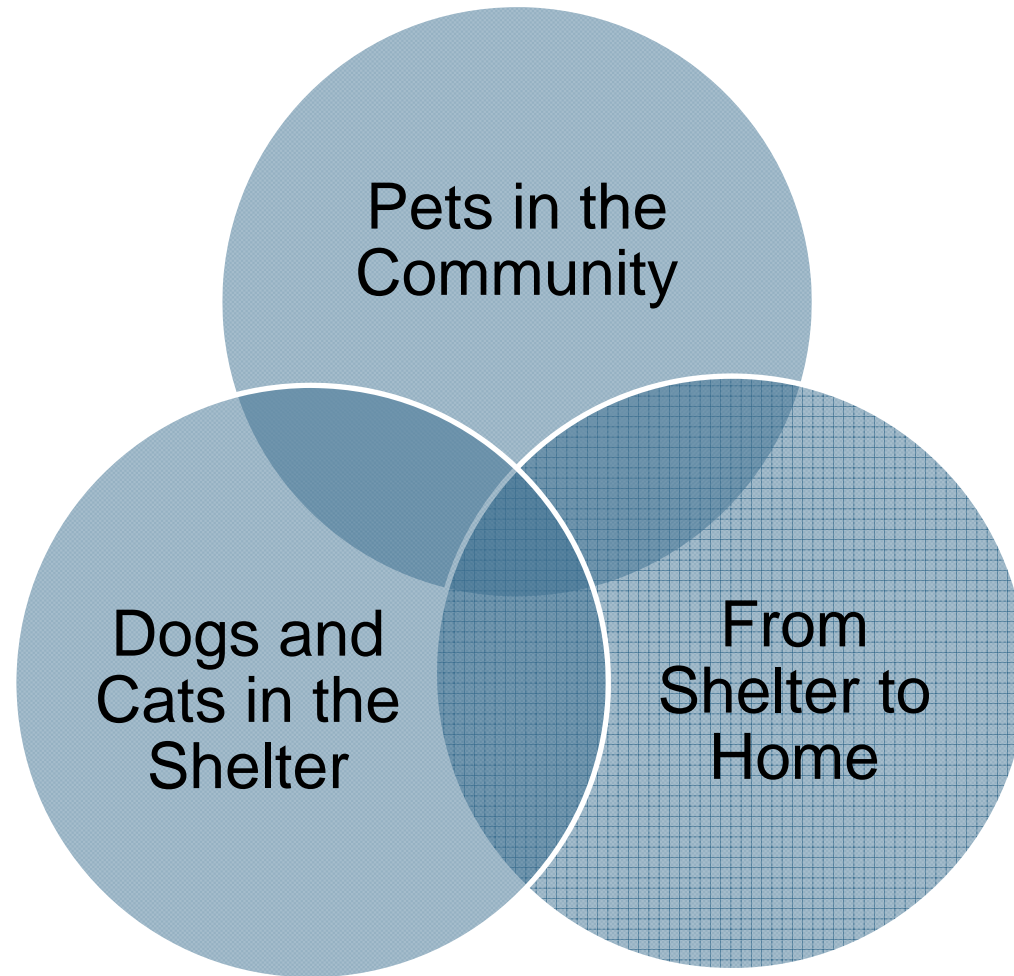 Pets in the
Community
Dogs and
Cats in the
Shelter
From
Shelter to
Home